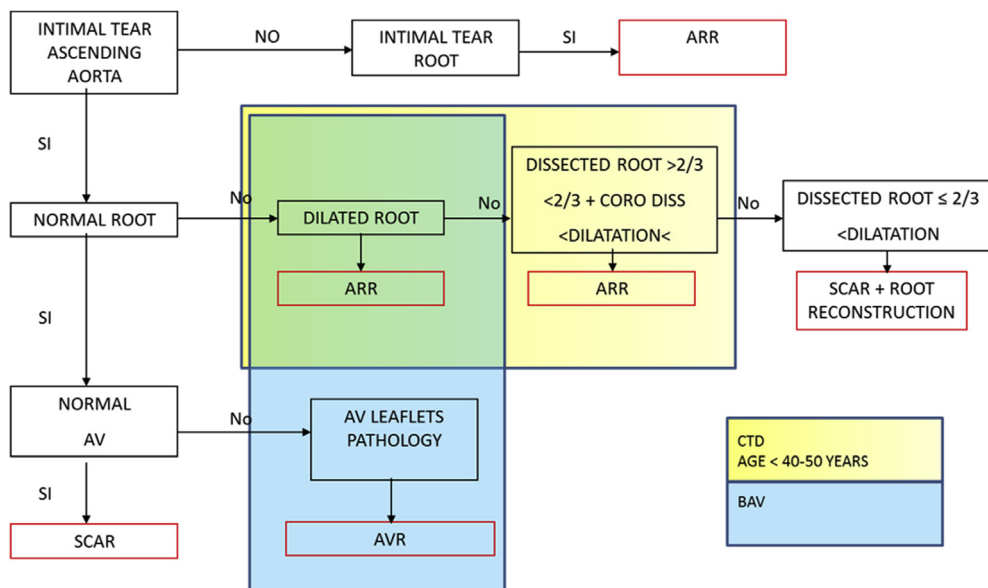 INTIMAL TEAR
ASCENDING
AORTA
NO
INTIMAL TEAR
ROOT
SI
ARR
SI
NORMAL ROOT
No
DILATED ROOT
No
DISSECTED ROOT >2/3
<2/3 + CORO DISS
<DILATATION<
No
DISSECTED ROOT ≤ 2/3
<DILATATION
ARR
ARR
SCAR + ROOT
RECONSTRUCTION
SI
NORMAL
AV
No
AV LEAFLETS
PATHOLOGY
SI
SCAR
AVR
CTD
AGE < 40-50 YEARS
BAV